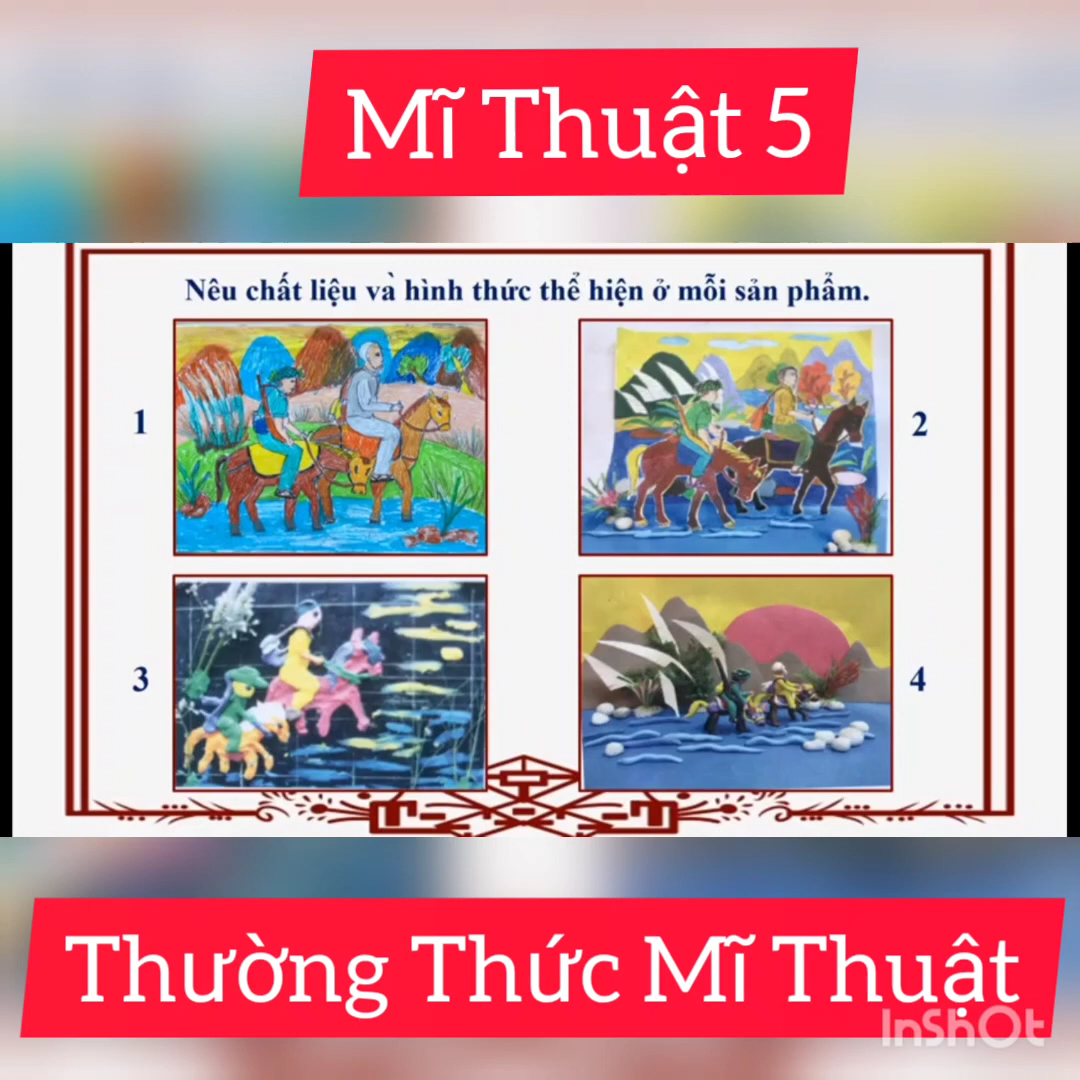 Mĩ Thuật 5
Nêu chất liệu và hình thức thể hiện ở mỗi sản phẩm.
1
2
3
4
Thường Thức Mĩ Thuật
InShOt